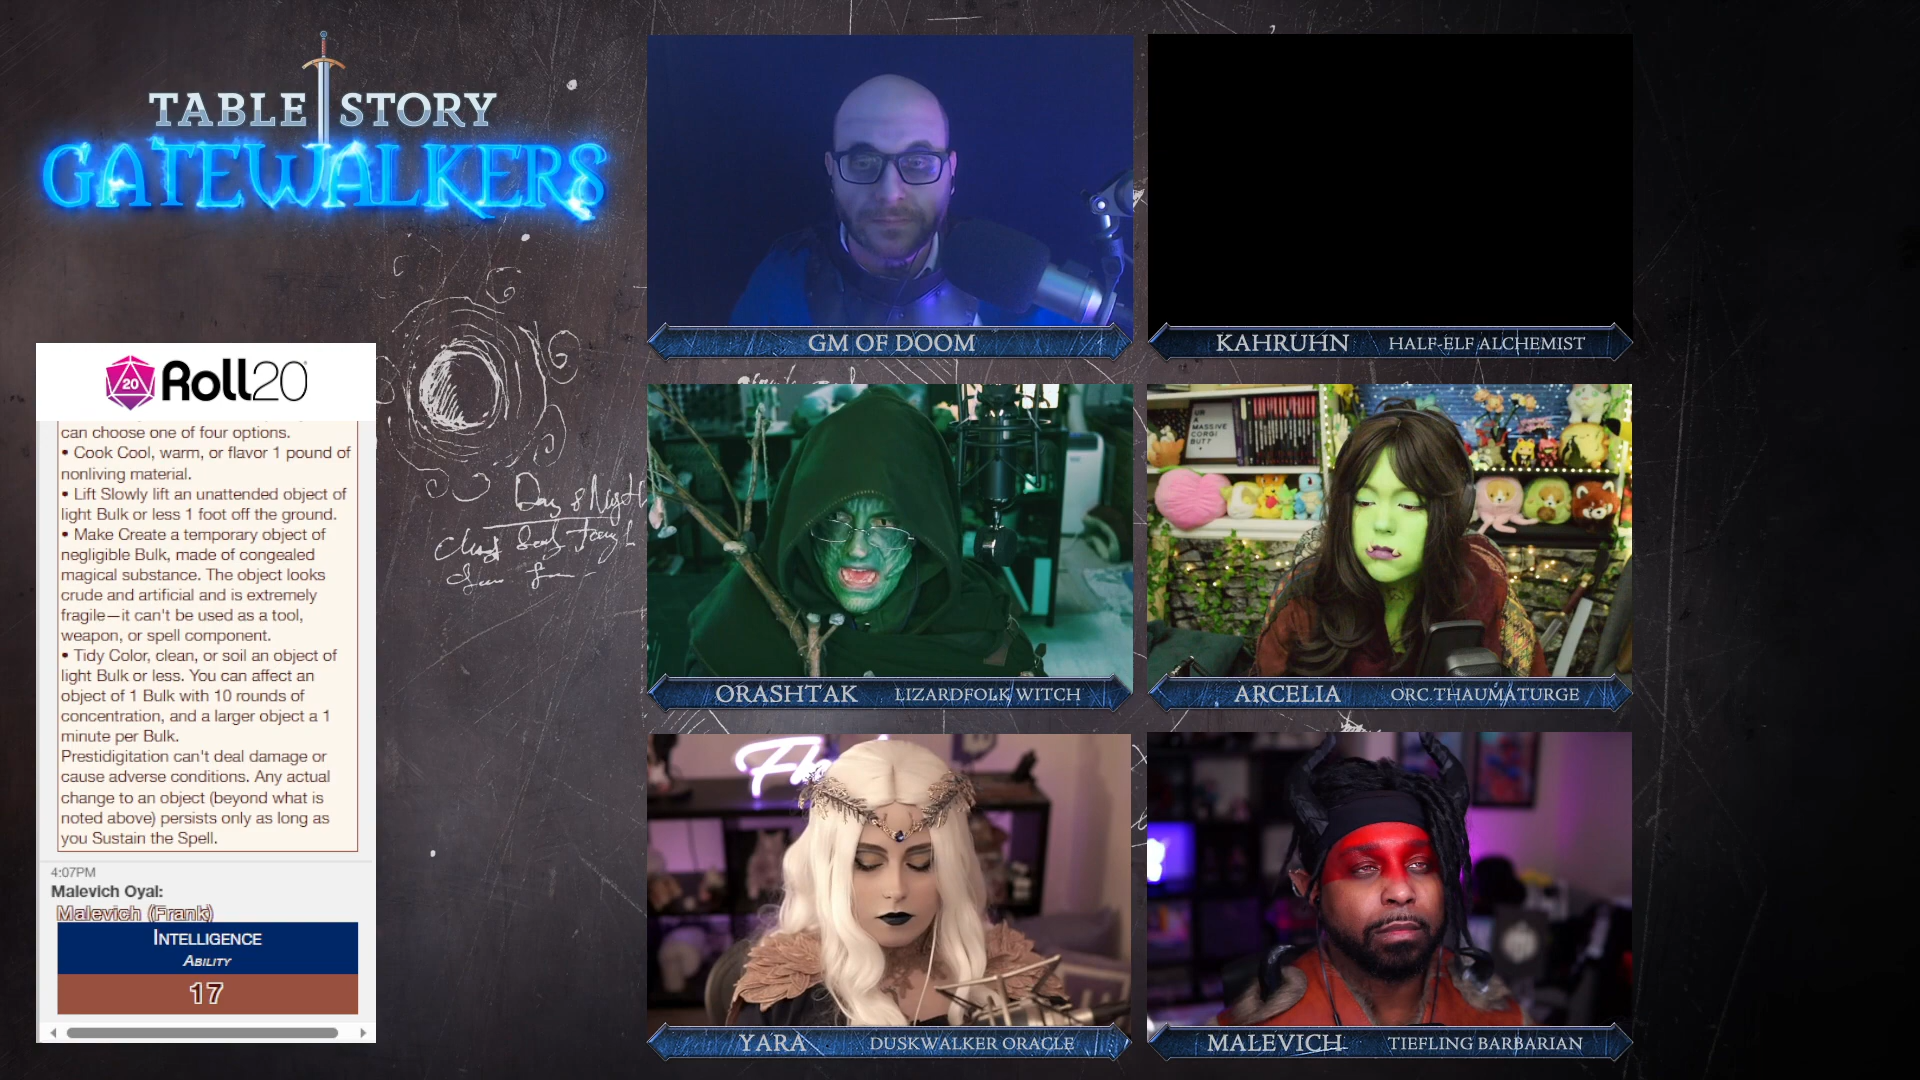 TABLE STORY
GATEWALKERS
20 Roll20
can choose one of four options.
• Cook Cool, warm, or flavor 1 pound of
nonliving material.
• Lift Slowly lift an unattended object of
light Bulk or less 1 foot off the ground.
• Make Create a temporary object of
negligible Bulk, made of congealed
magical substance. The object looks
crude and artificial and is extremely
fragile—it can't be used as a tool,
weapon, or spell component.
• Tidy Color, clean, or soil an object of
light Bulk or less. You can affect an
object of 1 Bulk with 10 rounds of
concentration, and a larger object a 1
minute per Bulk.
Prestidigitation can't deal damage or
cause adverse conditions. Any actual
change to an object (beyond what is
noted above) persists only as long as
you Sustain the Spell.
4:07PM
Malevich Oyal:
Malevich (Frank)
INTELLIGENCE
ABILITY
17
Day & Night
GM OF DOOM
KAHRUHN HALF-ELF ALCHEMIST
UR
A MASSIVE
CORGI
BUTT
ORASHTAK LIZARDFOLK WITCH
ARCELIA ORC THAUMATURGE
YARA DUSKWALKER ORACLE
MALEVICH TIEFLING BARBARIAN